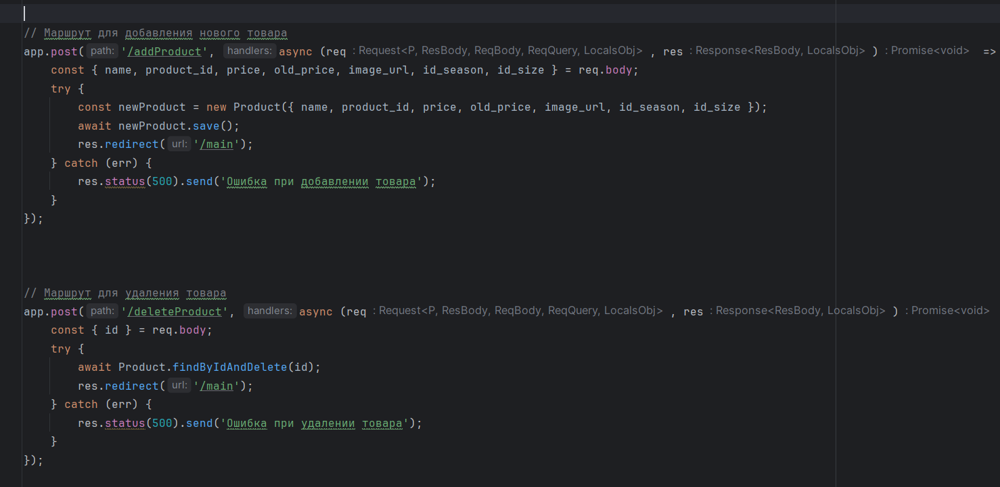 // Маршрут для добавления нового товара
app.post( path: '/addProduct', handlers: async (req : Request<P, ResBody, ReqBody, ReqQuery, LocalsObj> , res : Response<ResBody, LocalsObj> ) : Promise<void> =>
const { name, product_id, price, old_price, image_url, id_season, id_size } = req.body;
try {
const newProduct = new Product({ name, product_id, price, old_price, image_url, id_season, id_size });
await newProduct.save();
res.redirect( url: '/main');
} catch (err) {
res.status(500).send('Ошибка при добавлении товара');
}
});
// Маршрут для удаления товара
app.post( path: '/deleteProduct', handlers: async (req : Request<P, ResBody, ReqBody, ReqQuery, LocalsObj> , res : Response<ResBody, LocalsObj> ) : Promise<void>
const { id } = req.body;
try {
await Product.findByIdAndDelete(id);
res.redirect( url: '/main');
} catch (err) {
res.status(500).send('Ошибка при удалении товара');
}
});